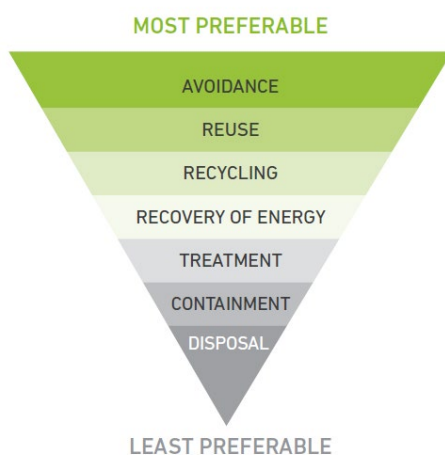 MOST PREFERABLE
AVOIDANCE
REUSE
RECYCLING
RECOVERY OF ENERGY
TREATMENT
CONTAINMENT
DISPOSAL
LEAST PREFERABLE